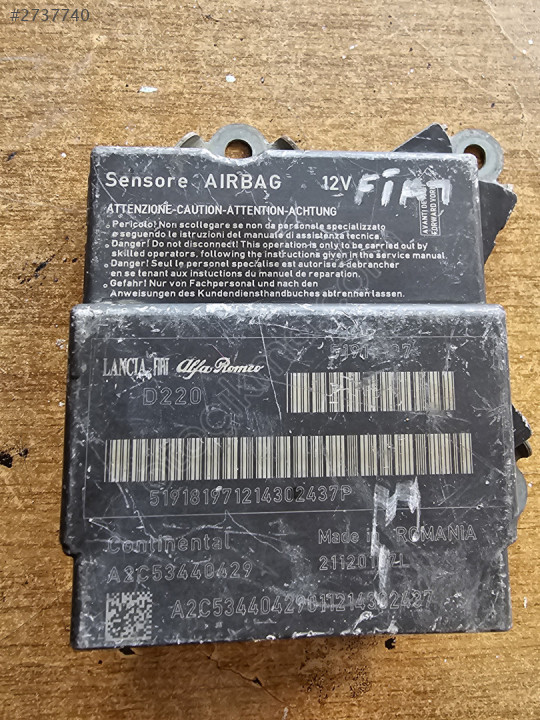 #2737740
Sensore AIRBAG 12V
FIAT
ATTENZIONE-CAUTION-ATTENTION-ACHTUNG
Pericolo! Non scollegare se non da personale specializzato
e seguendo le istruzioni del manuale di assistenza tecnica.
Danger! Do not disconnect! This operation is only to be carried out by
skilled operators, following the instructions given in the service manual.
Danger! Seul le personel specialise est autorise á debrancher
en se tenant aux instuctions du manuel de reparation.
Gefahr! Nur von Fachpersonal und nach den
Anweisungen des Kundendiensthandbuches abtrennen lassen.
AVANTI
FORWARD
LANCIA FIAT Alfa Romeo
D220
519181971214302437P
Continental Made in ROMANIA
A2C53440429
A2C53440429011214302427